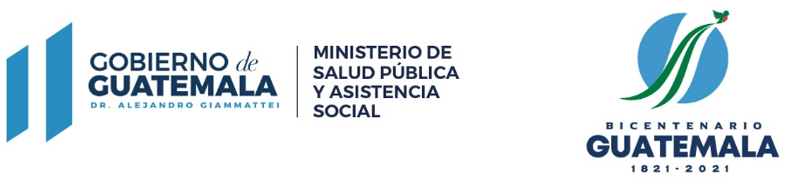 GOBIERNO de
GUATEMALA
DR. ALEJANDRO GIAMMATTEI
MINISTERIO DE
SALUD PÚBLICA
Y ASISTENCIA
SOCIAL
BICENTENARIO
GUATEMALA
1821-2021